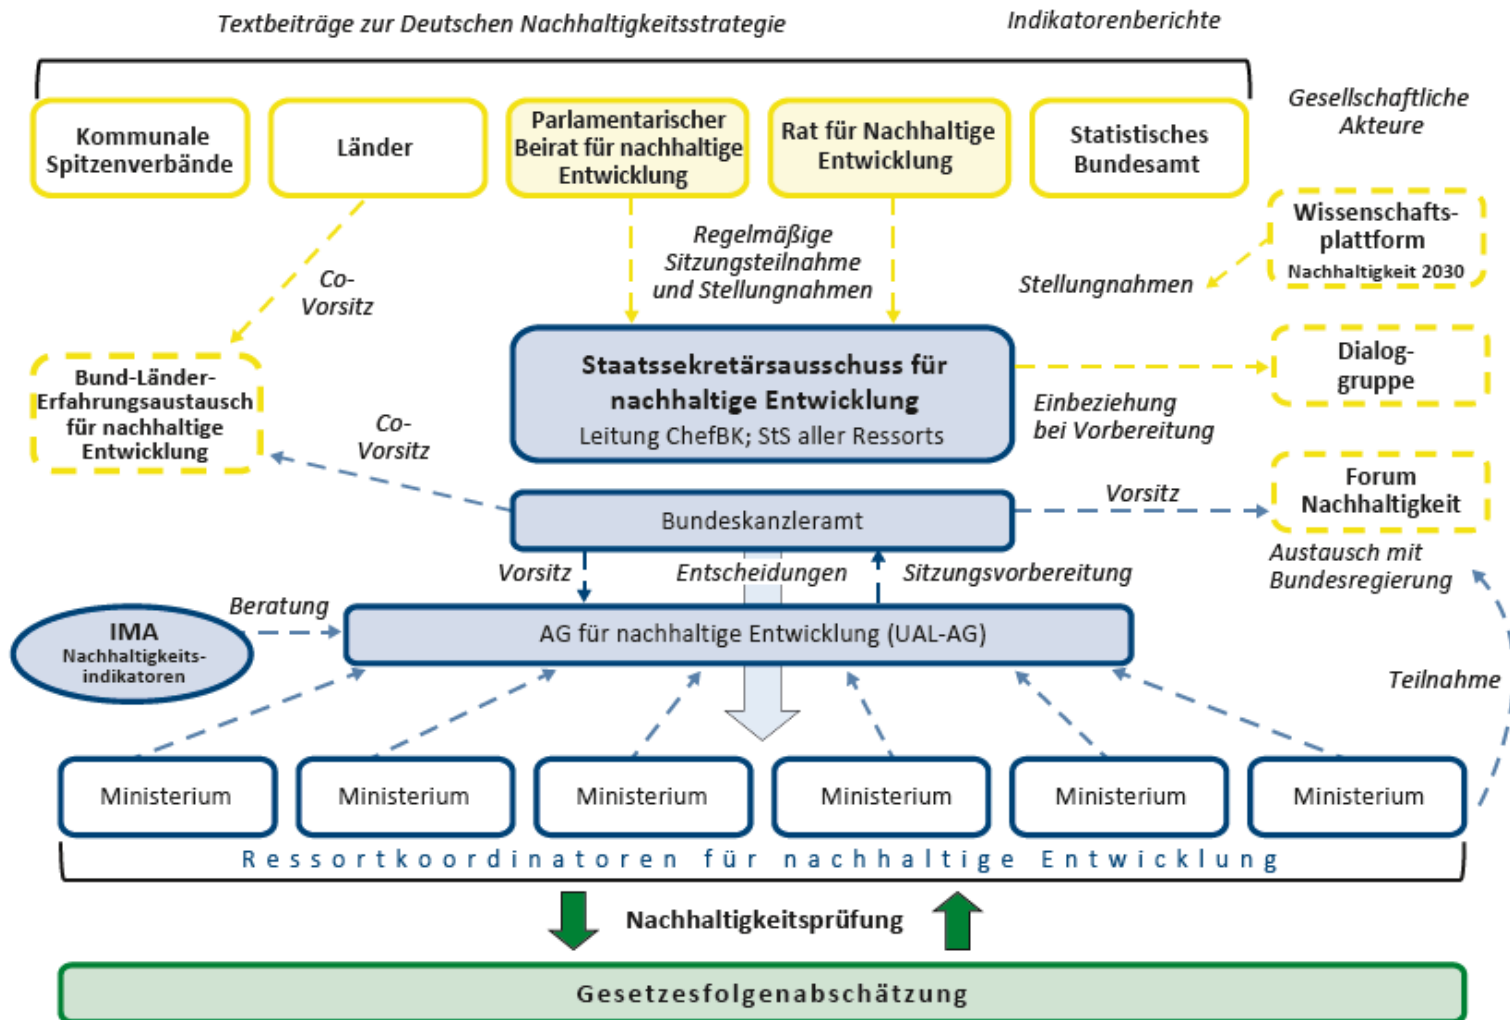 Textbeiträge zur Deutschen Nachhaltigkeitsstrategie
Indikatorenberichte
Kommunale
Spitzenverbände
Länder
Parlamentarischer
Beirat für nachhaltige
Entwicklung
Rat für Nachhaltige
Entwicklung
Statistisches
Bundesamt
Gesellschaftliche
Akteure
Wissenschafts-
plattform
Nachhaltigkeit 2030
Co-
Vorsitz
Regelmäßige
Sitzungsteilnahme
und Stellungnahmen
Stellungnahmen
Bund-Länder-
Erfahrungsaustausch
für nachhaltige
Entwicklung
Co-
Vorsitz
Staatssekretärsausschuss für
nachhaltige Entwicklung
Leitung ChefBK; StS aller Ressorts
Einbeziehung
bei Vorbereitung
Dialog-
gruppe
Bundeskanzleramt
Vorsitz
Forum
Nachhaltigkeit
Austausch mit
Bundesregierung
Vorsitz
Entscheidungen
Sitzungsvorbereitung
IMA
Nachhaltigkeits-
indikatoren
Beratung
AG für nachhaltige Entwicklung (UAL-AG)
Teilnahme
Ministerium
Ministerium
Ministerium
Ministerium
Ministerium
Ministerium
Ressortkoordinatoren für nachhaltige Entwicklung
Nachhaltigkeitsprüfung
Gesetzesfolgenabschätzung